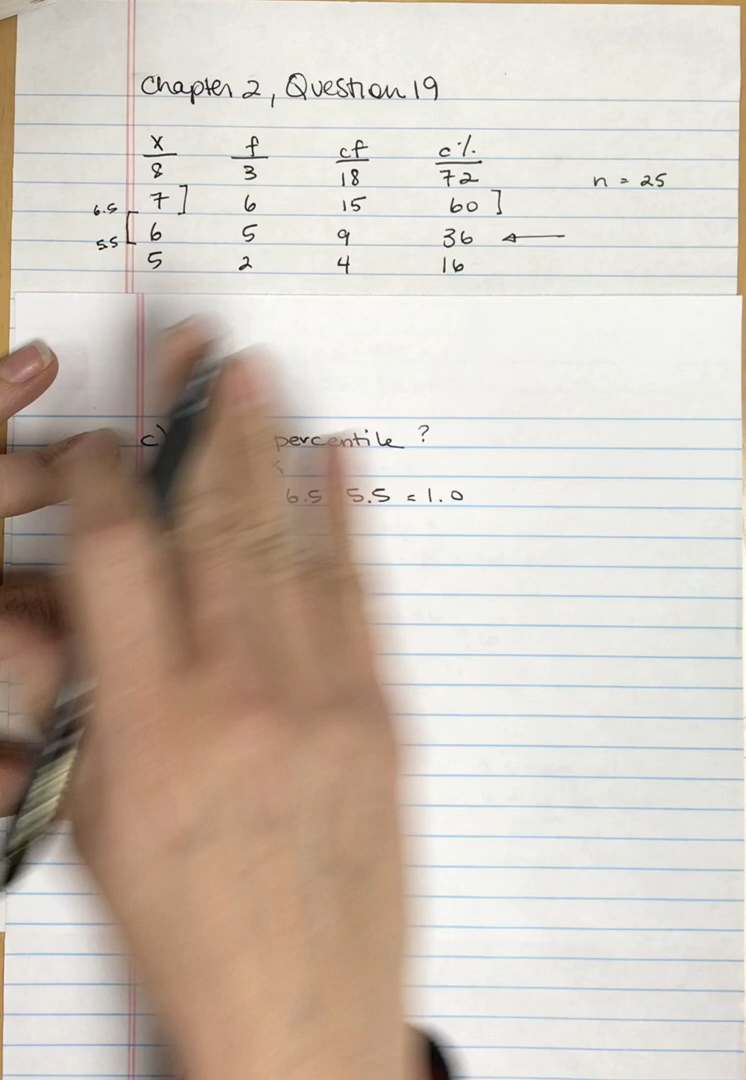 Chapter 2, Question 19
X f cf c%
8 3 18 72 n = 25
6.5 7 ] 6 15 60 ]
5.5 [ 6 5 9 36 ←
5 2 4 16
c) percentile ?
6.5 5.5 = 1.0